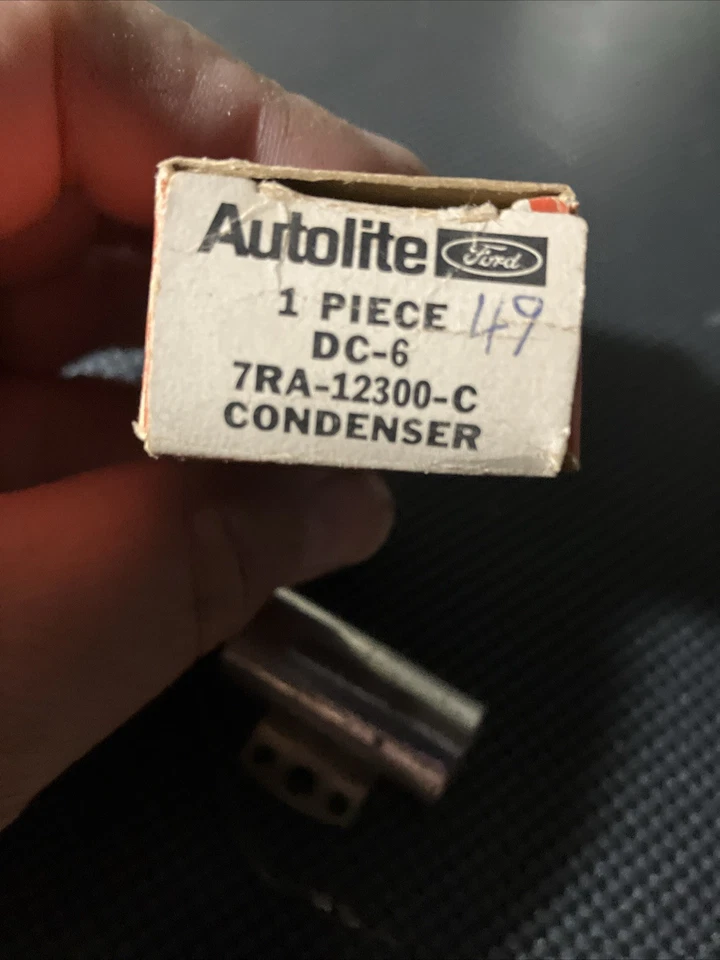 Autolite Ford
1 PIECE 49
DC-6
7RA-12300-C
CONDENSER